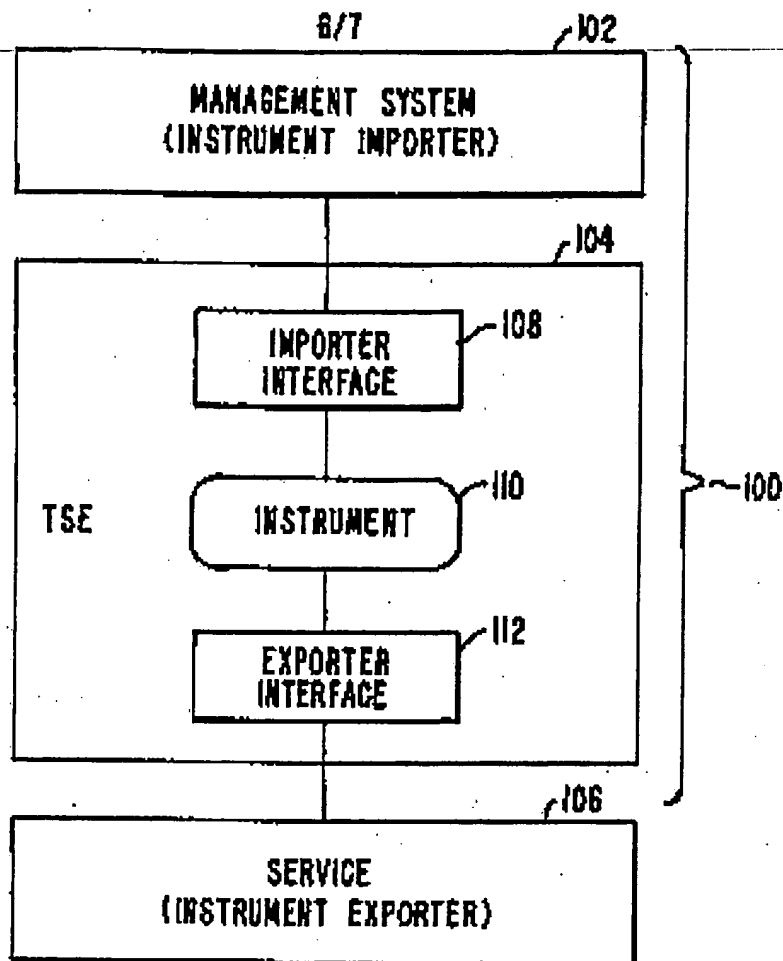 6/7
102
MANAGEMENT SYSTEM
(INSTRUMENT IMPORTER)
104
IMPORTER
INTERFACE
108
TSE
INSTRUMENT
110
100
EXPORTER
INTERFACE
112
106
SERVICE
(INSTRUMENT EXPORTER)